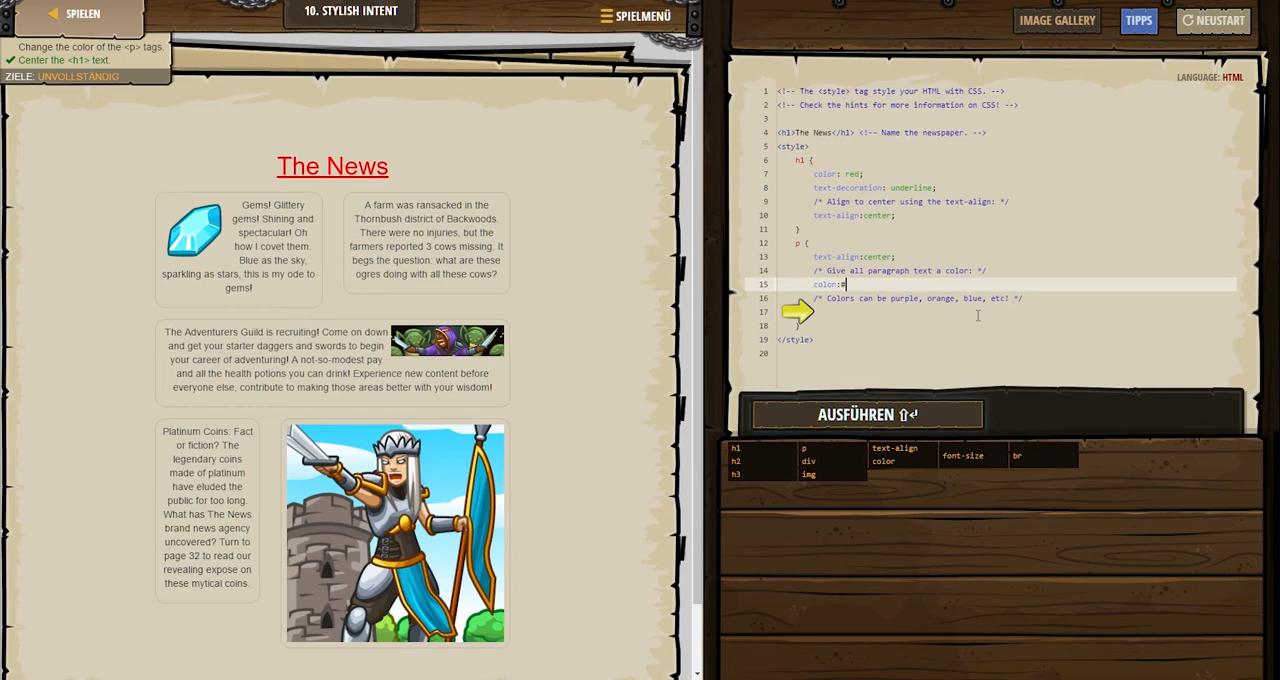 SPIELEN
10. STYLISH INTENT
SPIELMENÜ
Change the color of the <p> tags.
Center the <h1> text.
ZIELE: UNVOLLSTÄNDIG
The News
Gems! Glittery
gems! Shining and
spectacular! Oh
how I covet them.
Blue as the sky,
sparkling as stars, this is my ode to
gems!
A farm was ransacked in the
Thornbush district of Backwoods.
There were no injuries, but the
farmers reported 3 cows missing. It
begs the question: what are these
ogres doing with all these cows?
The Adventurers Guild is recruiting! Come on down
and get your starter daggers and swords to begin
your career of adventuring! A not-so-modest pay
and all the health potions you can drink! Experience new content before
everyone else, contribute to making those areas better with your wisdom!
Platinum Coins: Fact
or fiction? The
legendary coins
made of platinum
have eluded the
public for too long.
What has The News
brand news agency
uncovered? Turn to
page 32 to read our
revealing expose on
these mytical coins.
IMAGE GALLERY
TIPPS
NEUSTART
LANGUAGE: HTML
1 <!-- The <style> tag style your HTML with CSS. -->
2 <!-- Check the hints for more information on CSS! -->
3
4 <h1>The News</h1> <!-- Name the newspaper. -->
5 <style>
6 h1 {
7 color: red;
8 text-decoration: underline;
9 /* Align to center using the text-align: */
10 text-align:center;
11 }
12 p {
13 text-align:center;
14 /* Give all paragraph text a color: */
15 color:#
16 /* Colors can be purple, orange, blue, etc! */
17
18 }
19 </style>
20
AUSFÜHREN ⇧↵
h1 p text-align font-size br
h2 div color
h3 img